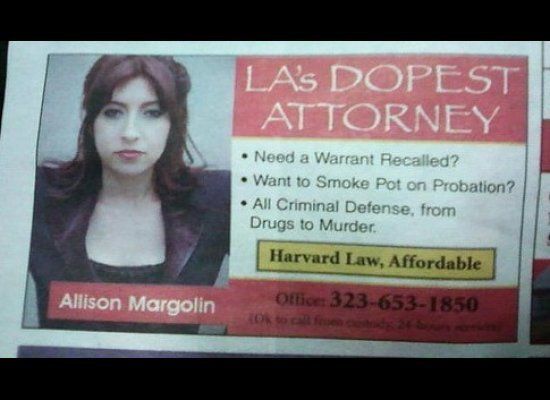 LA's DOPEST
ATTORNEY
• Need a Warrant Recalled?
• Want to Smoke Pot on Probation?
• All Criminal Defense, from
Drugs to Murder.
Harvard Law, Affordable
Allison Margolin
Office: 323-653-1850
(Ok to call from custody, 24-hours service)